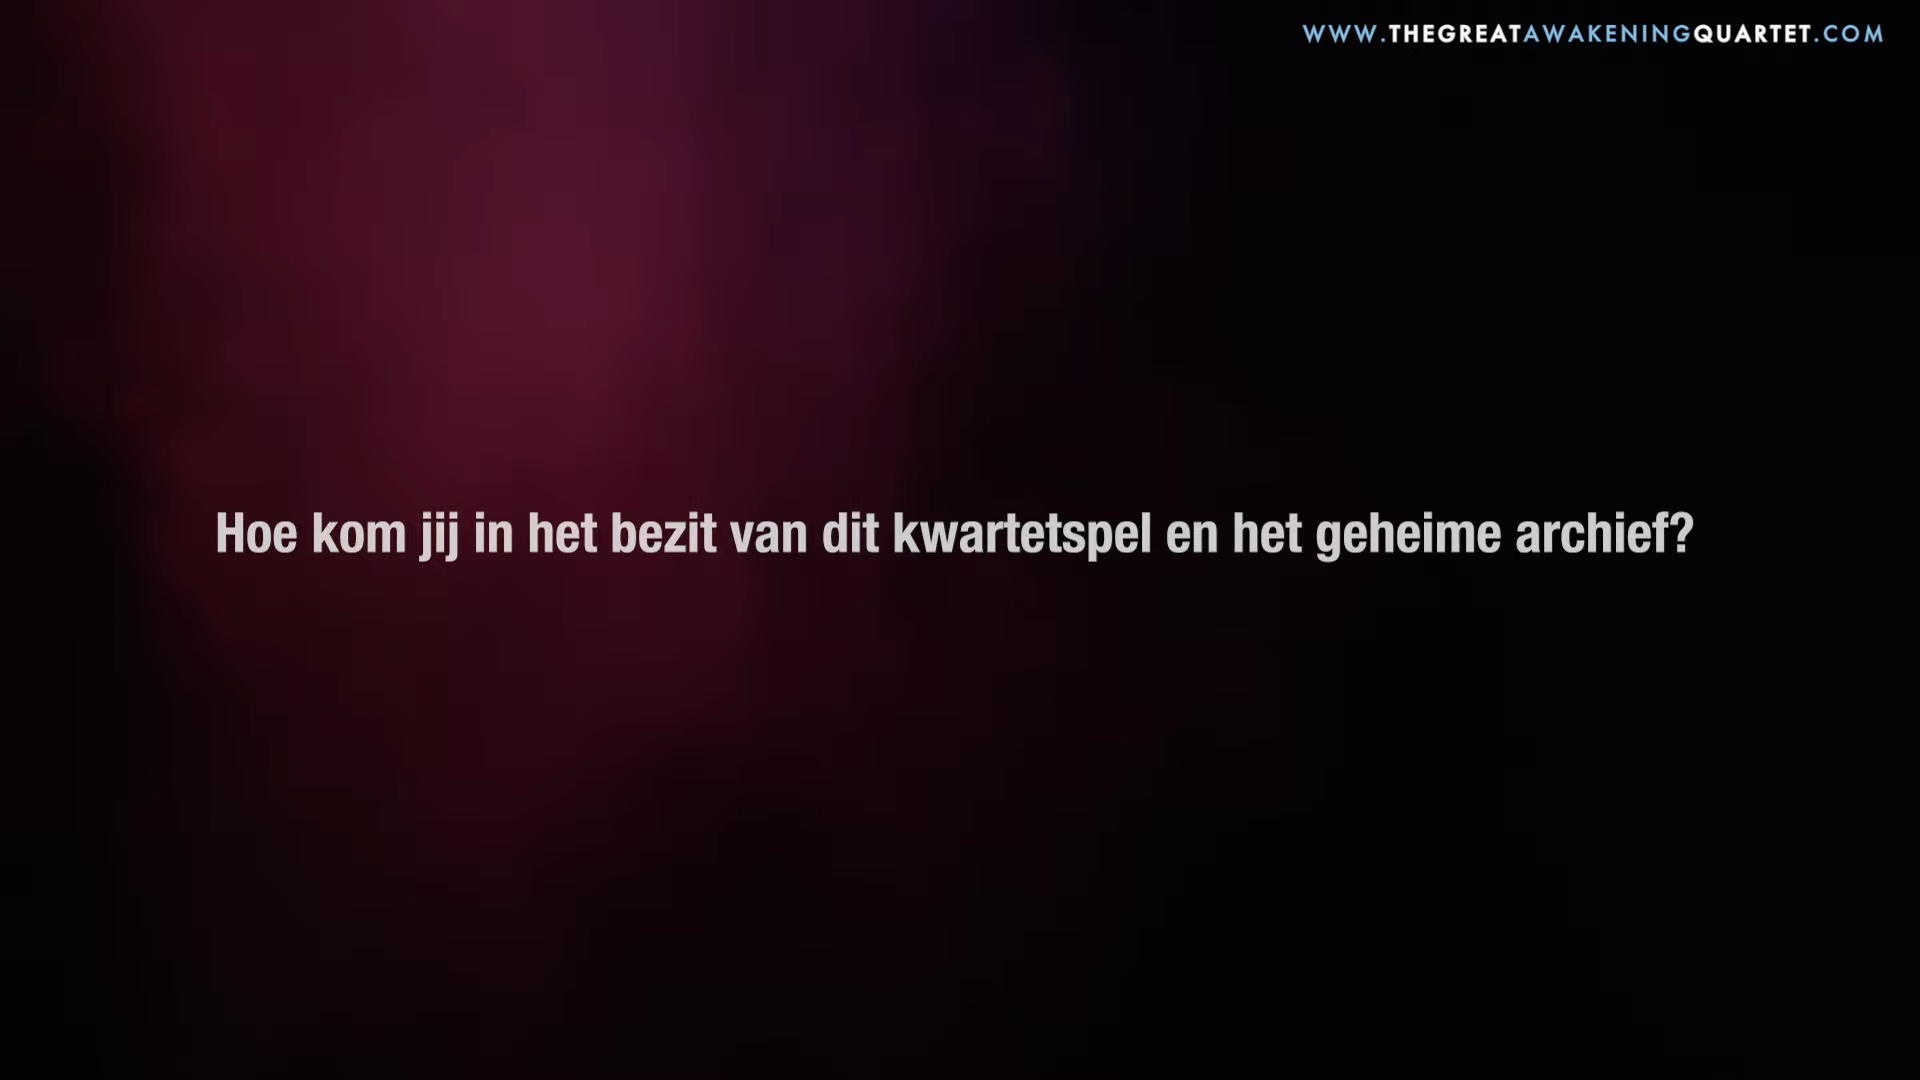 WWW.THEGREATAWAKENINGQUARTET.COM
Hoe kom jij in het bezit van dit kwartetspel en het geheime archief?